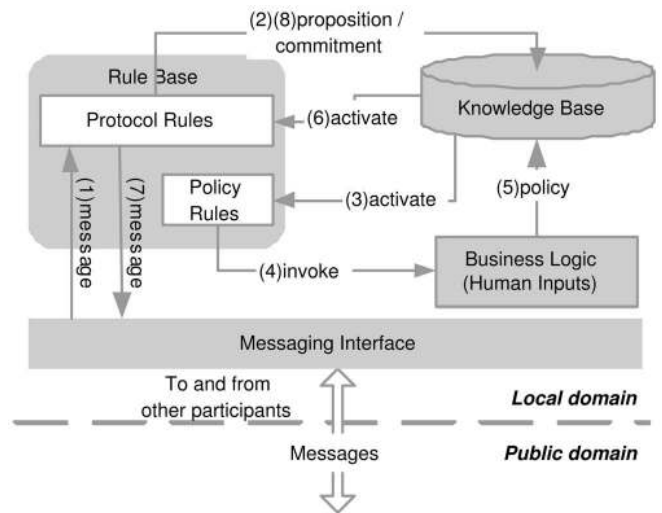 (2)(8)proposition /
commitment
Rule Base
Protocol Rules
Knowledge Base
(6)activate
(1)message
(7)message
Policy
Rules
(3)activate
(5)policy
(4)invoke
Business Logic
(Human Inputs)
Messaging Interface
To and from
other participants
Local domain
Messages
Public domain